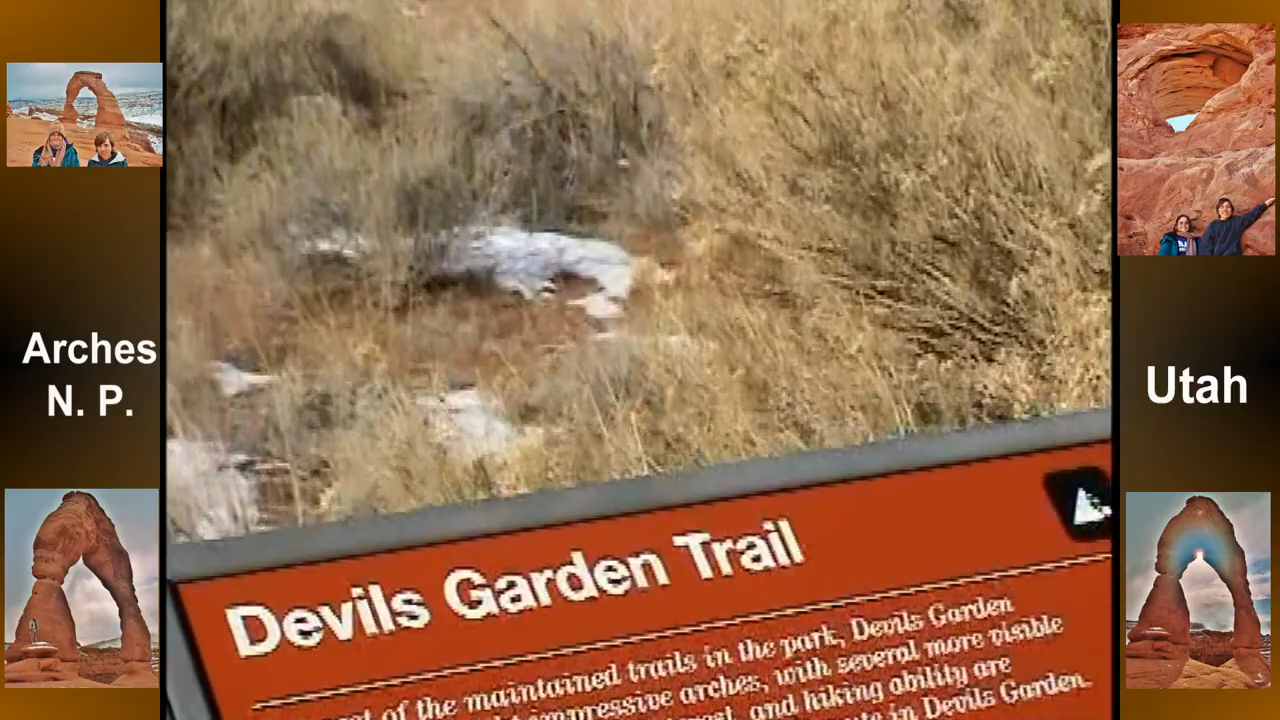 Arches
N. P.
Utah
Devils Garden Trail
of the maintained trails in the park, Devils Garden
impressive arches, with several more visible
and hiking ability are
in Devils Garden.